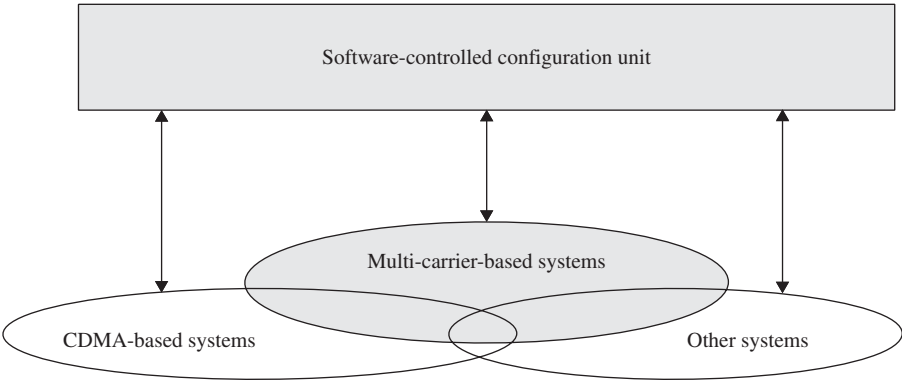 Software-controlled configuration unit
Multi-carrier-based systems
CDMA-based systems
Other systems